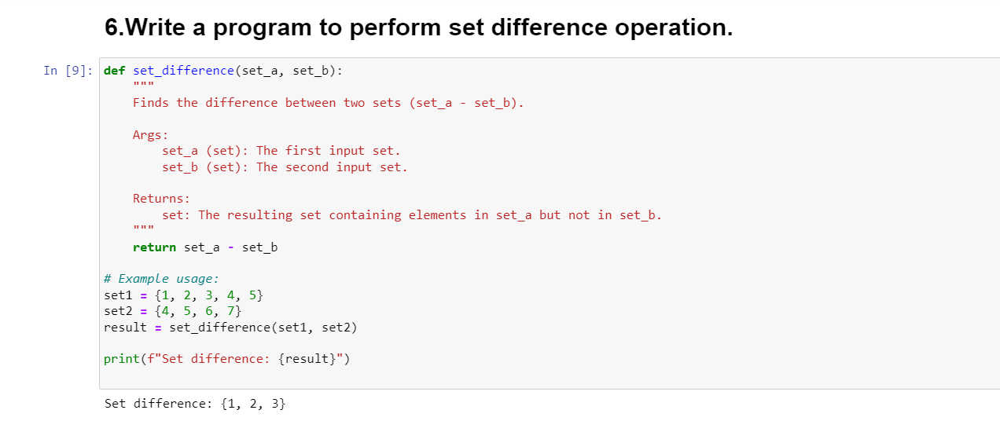 6.Write a program to perform set difference operation.
In [9]: def set_difference(set_a, set_b):
    """
    Finds the difference between two sets (set_a - set_b).

    Args:
        set_a (set): The first input set.
        set_b (set): The second input set.

    Returns:
        set: The resulting set containing elements in set_a but not in set_b.
    """
    return set_a - set_b

# Example usage:
set1 = {1, 2, 3, 4, 5}
set2 = {4, 5, 6, 7}
result = set_difference(set1, set2)

print(f"Set difference: {result}")

Set difference: {1, 2, 3}